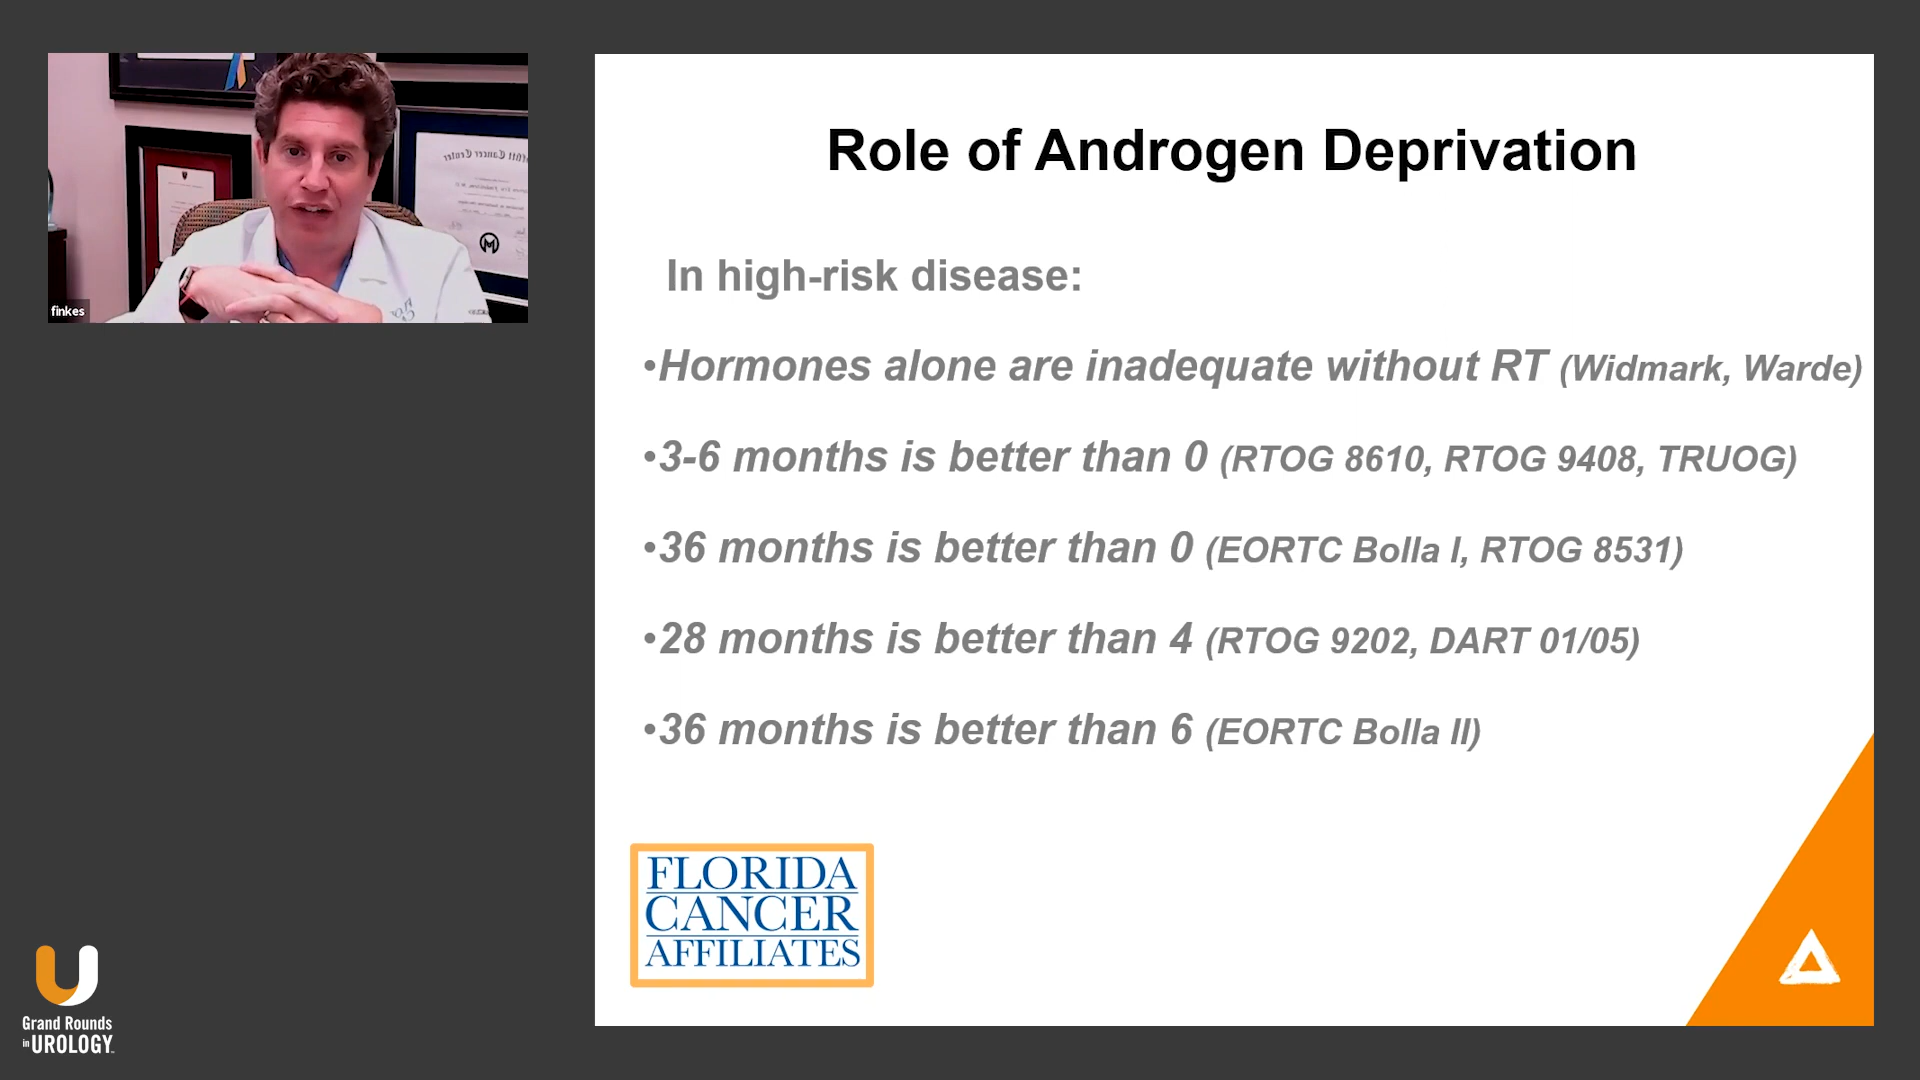 finkes
Role of Androgen Deprivation
In high-risk disease:
•Hormones alone are inadequate without RT (Widmark, Warde)
•3-6 months is better than 0 (RTOG 8610, RTOG 9408, TRUOG)
•36 months is better than 0 (EORTC Bolla I, RTOG 8531)
•28 months is better than 4 (RTOG 9202, DART 01/05)
•36 months is better than 6 (EORTC Bolla II)
FLORIDA
CANCER
AFFILIATES
Grand Rounds
in UROLOGY